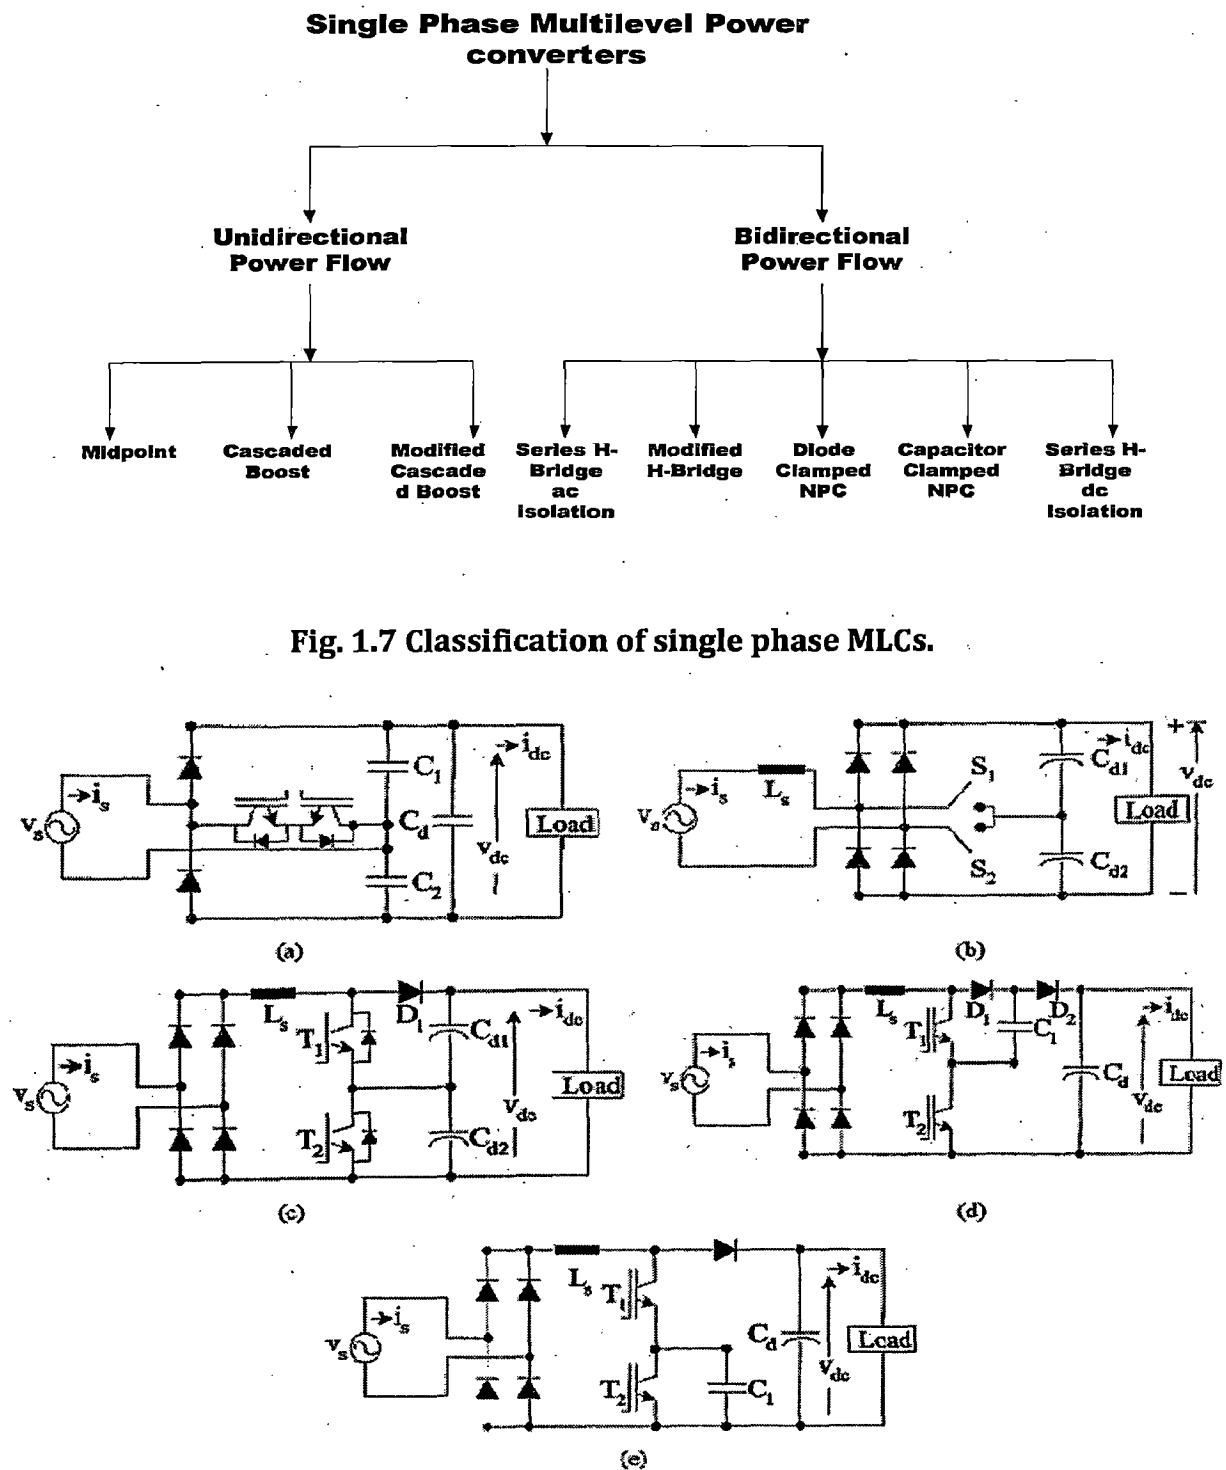 Single Phase Multilevel Power
converters
Unidirectional
Power Flow
Bidirectional
Power Flow
Midpoint
Cascaded
Boost
Modified
Cascade
d Boost
Series H-
Bridge
ac
isolation
Modified
H-Bridge
Diode
Clamped
NPC
Capacitor
Clamped
NPC
Series H-
Bridge
dc
Isolation
Fig. 1.7 Classification of single phase MLCs.
vs
is
C1
Cd
C2
vdc
idc
Load
(a)
vs
is
Ls
S1
S2
Cd1
Cd2
idc
Load
+
vdc
−
(b)
vs
is
Ls
T1
T2
D1
Cd1
Cd2
vdc
idc
Load
(c)
vs
is
Ls
T1
T2
D1
C1
D2
Cd
vdc
idc
Load
(d)
vs
is
Ls
T1
T2
C1
Cd
vdc
idc
Load
(e)